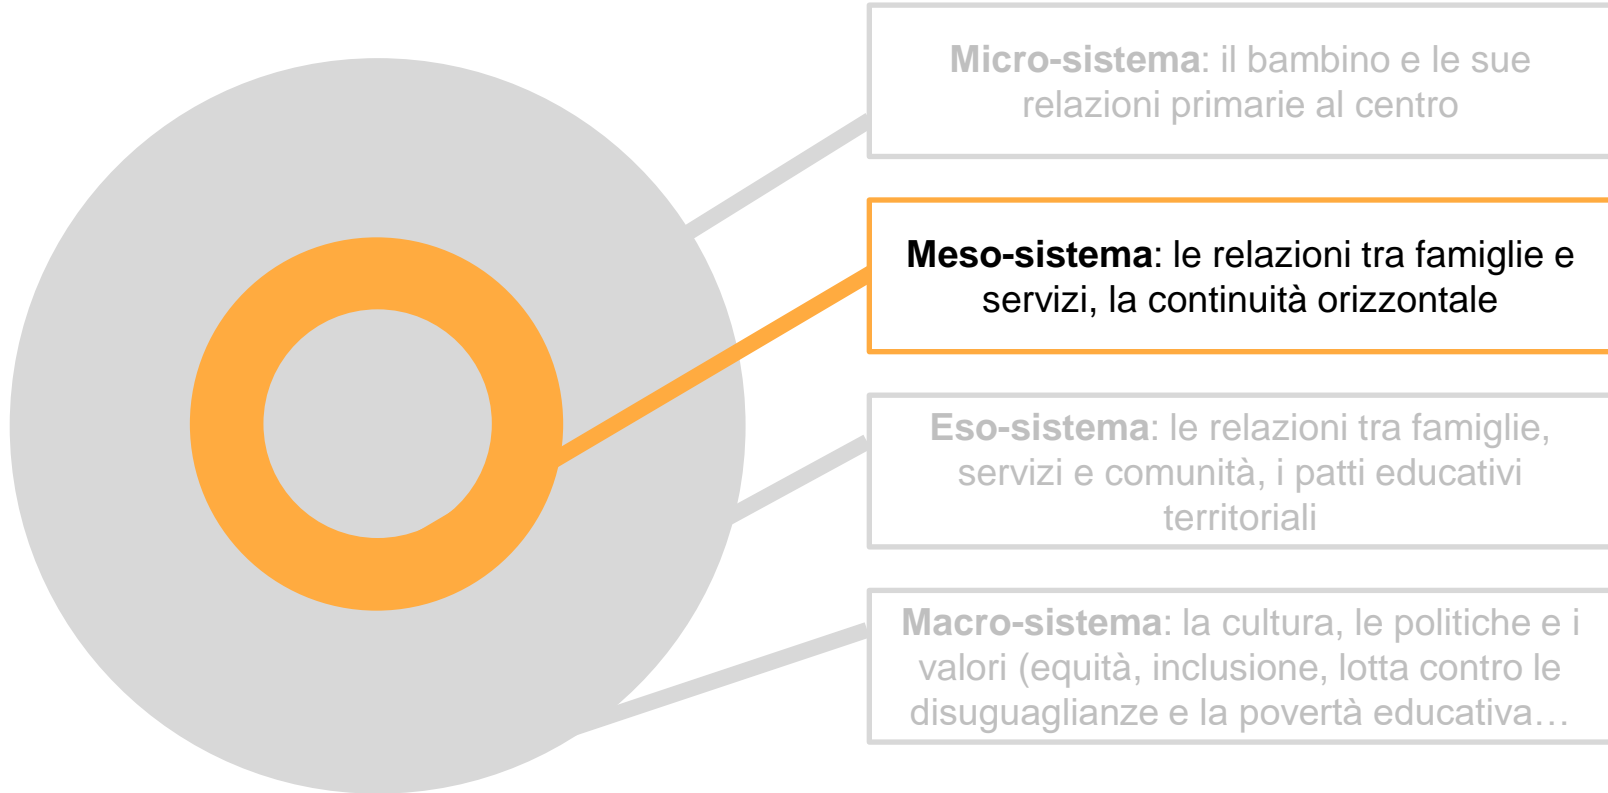 Micro-sistema: il bambino e le sue
relazioni primarie al centro
Meso-sistema: le relazioni tra famiglie e
servizi, la continuità orizzontale
Eso-sistema: le relazioni tra famiglie,
servizi e comunità, i patti educativi
territoriali
Macro-sistema: la cultura, le politiche e i
valori (equità, inclusione, lotta contro le
disuguaglianze e la povertà educativa…